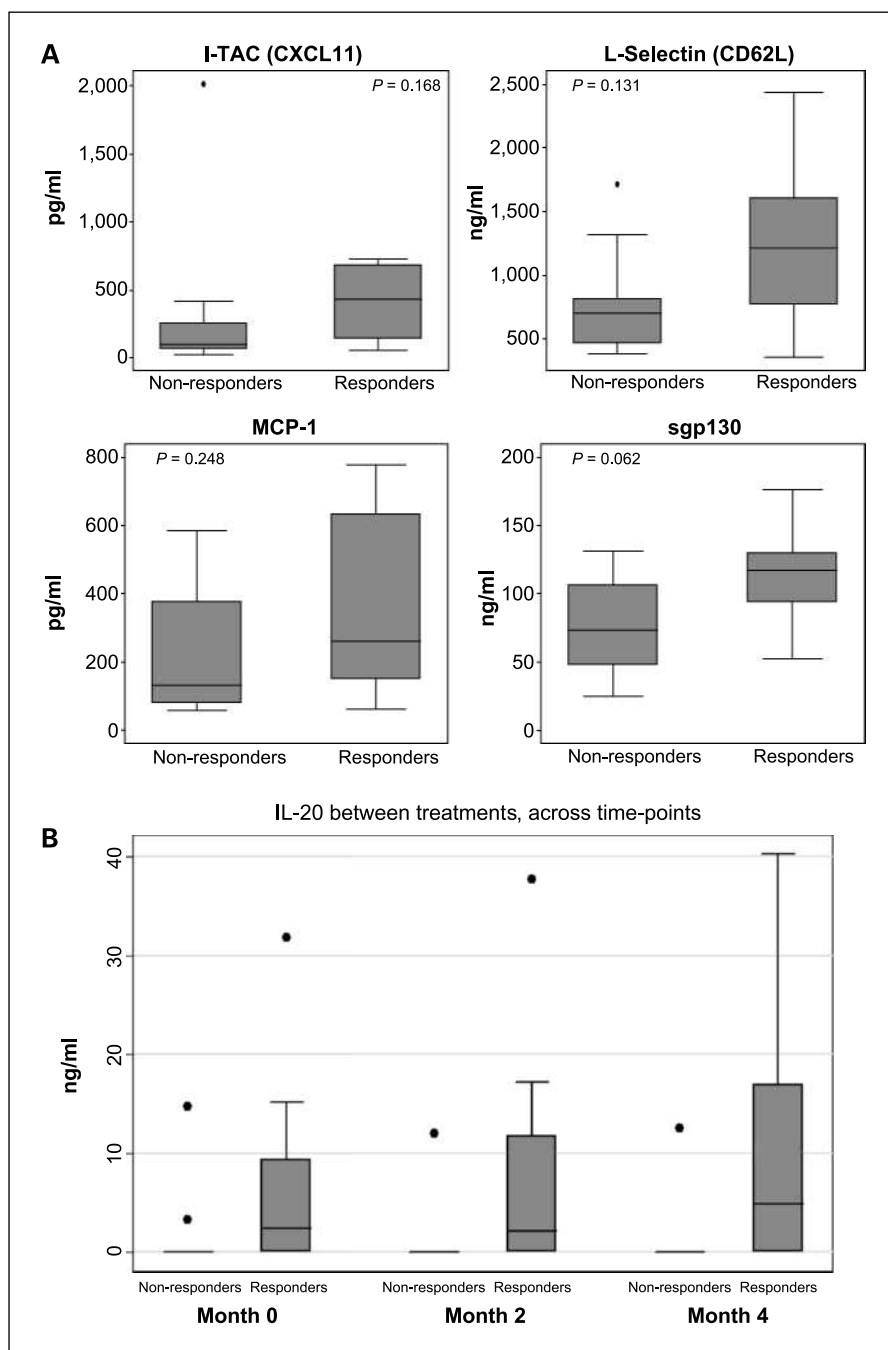 A
I-TAC (CXCL11)
P = 0.168
2,000
1,500
1,000
500
0
pg/ml
Non-responders
Responders
L-Selectin (CD62L)
P = 0.131
2,500
2,000
1,500
1,000
500
ng/ml
Non-responders
Responders
MCP-1
P = 0.248
800
600
400
200
0
pg/ml
Non-responders
Responders
sgp130
P = 0.062
200
150
100
50
0
ng/ml
Non-responders
Responders
B
IL-20 between treatments, across time-points
40
30
20
10
0
ng/ml
Non-responders Responders Non-responders Responders Non-responders Responders
Month 0 Month 2 Month 4